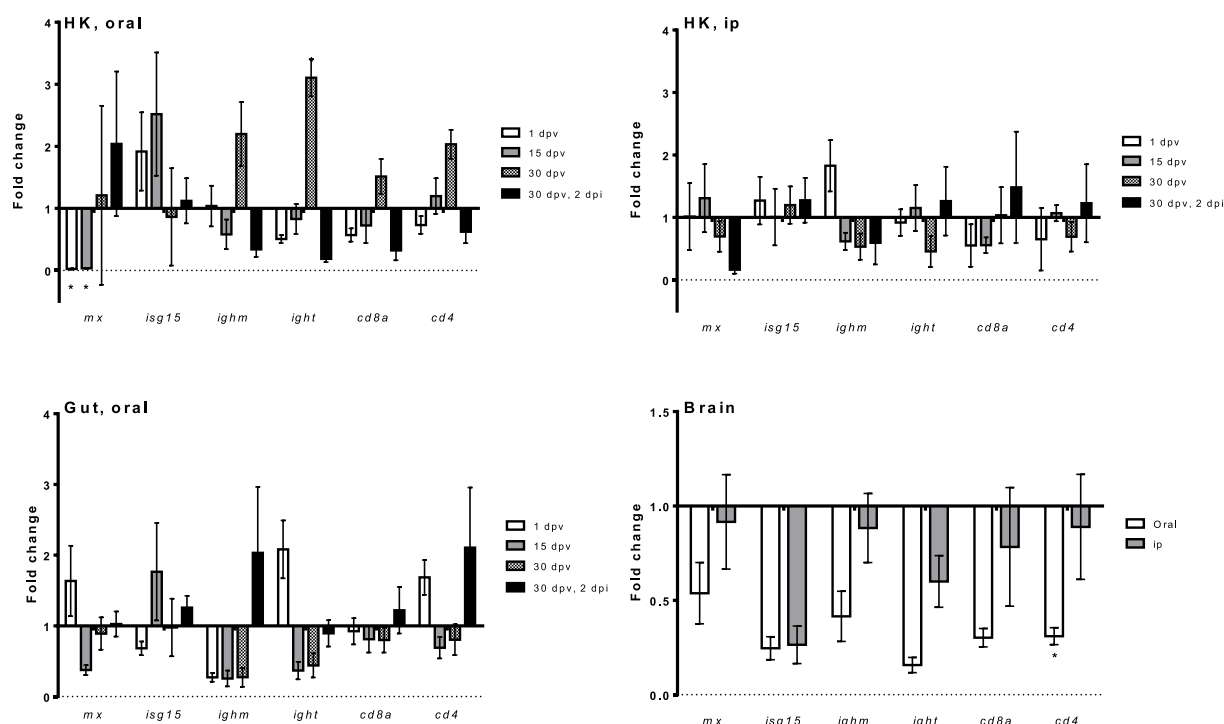 HK, oral
4
3
2
1
0
Fold change
* *
mx isg15 ighm ight cd8a cd4
1 dpv
15 dpv
30 dpv
30 dpv, 2 dpi
HK, ip
4
3
2
1
0
Fold change
mx isg15 ighm ight cd8a cd4
1 dpv
15 dpv
30 dpv
30 dpv, 2 dpi
Gut, oral
4
3
2
1
0
Fold change
mx isg15 ighm ight cd8a cd4
1 dpv
15 dpv
30 dpv
30 dpv, 2 dpi
Brain
1.5
1.0
0.5
0.0
Fold change
*
mx isg15 ighm ight cd8a cd4
Oral
ip